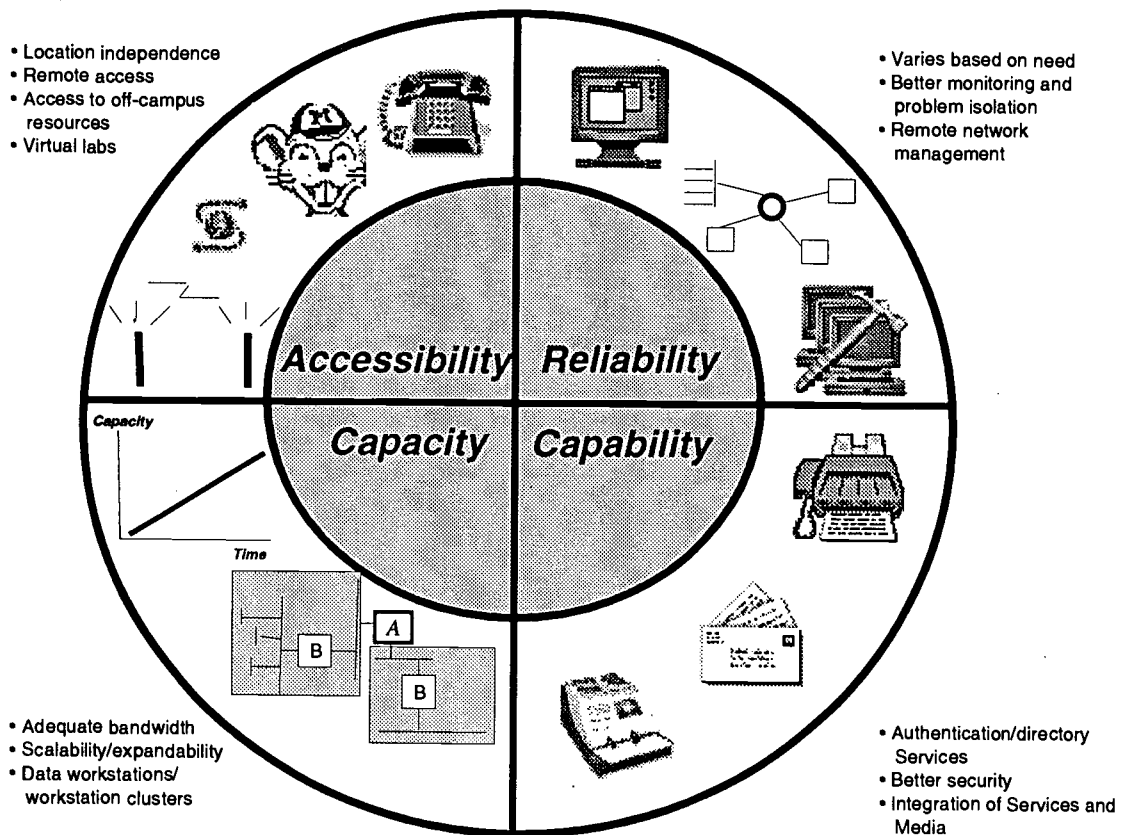 • Location independence
• Remote access
• Access to off-campus
resources
• Virtual labs
• Varies based on need
• Better monitoring and
problem isolation
• Remote network
management
Accessibility
Reliability
Capacity
Capability
Capacity
Time
A
B
B
• Adequate bandwidth
• Scalability/expandability
• Data workstations/
workstation clusters
• Authentication/directory
Services
• Better security
• Integration of Services and
Media